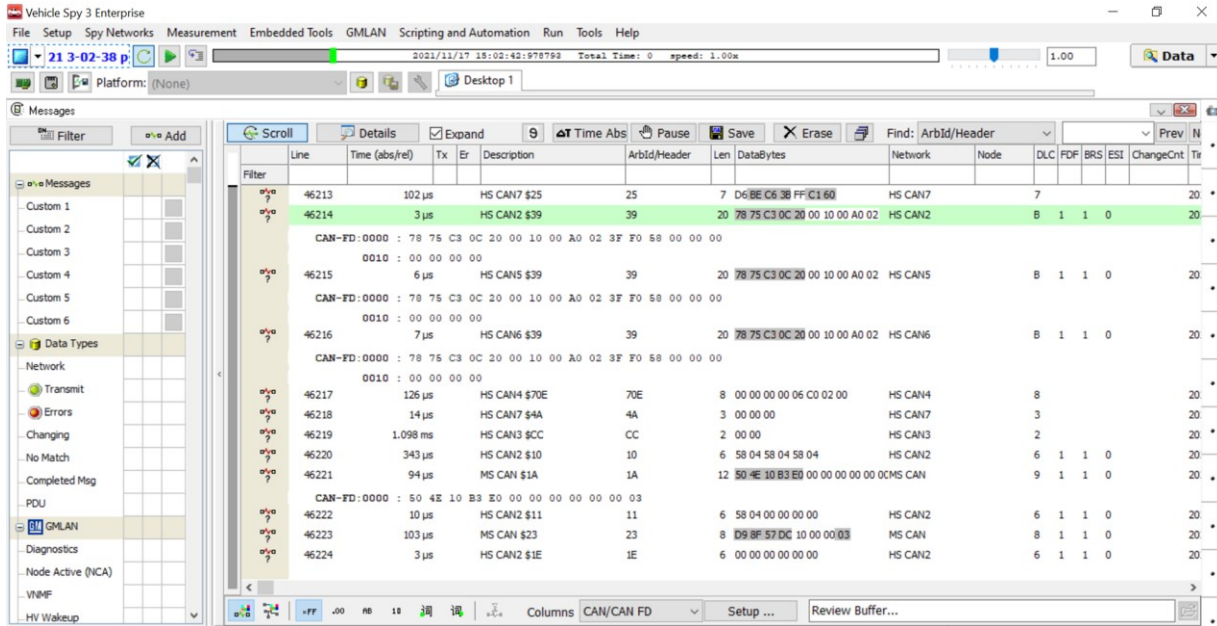 Vehicle Spy 3 Enterprise
File Setup Spy Networks Measurement Embedded Tools GMLAN Scripting and Automation Run Tools Help
21 3-02-38 p 2021/11/17 15:02:42:978793 Total Time: 0 speed: 1.00x 1.00 Data
Platform: (None) Desktop 1
Messages
Filter Add Scroll Details Expand 9 ΔT Time Abs Pause Save Erase Find: ArbId/Header Prev N
Line Time (abs/rel) Tx Er Description ArbId/Header Len DataBytes Network Node DLC FDF BRS ESI ChangeCnt Tir
Filter
Messages
Custom 1
Custom 2
Custom 3
Custom 4
Custom 5
Custom 6
Data Types
Network
Transmit
Errors
Changing
No Match
Completed Msg
PDU
GM GMLAN
Diagnostics
Node Active (NCA)
VNMF
HV Wakeup
46213 102 µs HS CAN7 $25 25 7 D6 BE C6 3B FF C1 60 HS CAN7 7 20
46214 3 µs HS CAN2 $39 39 20 78 75 C3 0C 20 00 10 00 A0 02 HS CAN2 B 1 1 0 20
CAN-FD:0000 : 78 75 C3 0C 20 00 10 00 A0 02 3F F0 58 00 00 00
0010 : 00 00 00 00
46215 6 µs HS CAN5 $39 39 20 78 75 C3 0C 20 00 10 00 A0 02 HS CAN5 B 1 1 0 20
CAN-FD:0000 : 78 75 C3 0C 20 00 10 00 A0 02 3F F0 58 00 00 00
0010 : 00 00 00 00
46216 7 µs HS CAN6 $39 39 20 78 75 C3 0C 20 00 10 00 A0 02 HS CAN6 B 1 1 0 20
CAN-FD:0000 : 78 75 C3 0C 20 00 10 00 A0 02 3F F0 58 00 00 00
0010 : 00 00 00 00
46217 126 µs HS CAN4 $70E 70E 8 00 00 00 00 06 C0 02 00 HS CAN4 8 20
46218 14 µs HS CAN7 $4A 4A 3 00 00 00 HS CAN7 3 20
46219 1.098 ms HS CAN3 $CC CC 2 00 00 HS CAN3 2 20
46220 343 µs HS CAN2 $10 10 6 58 04 58 04 58 04 HS CAN2 6 1 1 0 20
46221 94 µs MS CAN $1A 1A 12 50 4E 10 B3 E0 00 00 00 00 00 0C MS CAN 9 1 1 0 20
CAN-FD:0000 : 50 4E 10 B3 E0 00 00 00 00 00 00 03
46222 10 µs HS CAN2 $11 11 6 58 04 00 00 00 00 HS CAN2 6 1 1 0 20
46223 103 µs MS CAN $23 23 8 D9 8F 57 DC 10 00 00 03 MS CAN 8 1 1 0 20
46224 3 µs HS CAN2 $1E 1E 6 00 00 00 00 00 00 HS CAN2 6 1 1 0 20
=FF .00 AB 10 Columns CAN/CAN FD Setup ... Review Buffer...